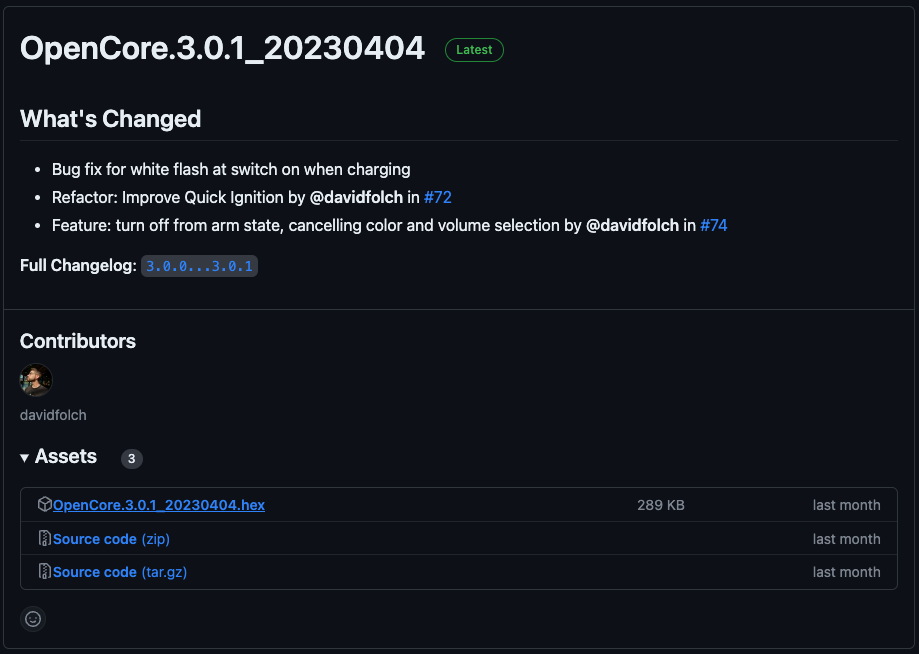 OpenCore.3.0.1_20230404 Latest
What's Changed
• Bug fix for white flash at switch on when charging
• Refactor: Improve Quick Ignition by @davidfolch in #72
• Feature: turn off from arm state, cancelling color and volume selection by @davidfolch in #74
Full Changelog: 3.0.0...3.0.1
Contributors
davidfolch
Assets 3
OpenCore.3.0.1_20230404.hex 289 KB last month
Source code (zip) last month
Source code (tar.gz) last month